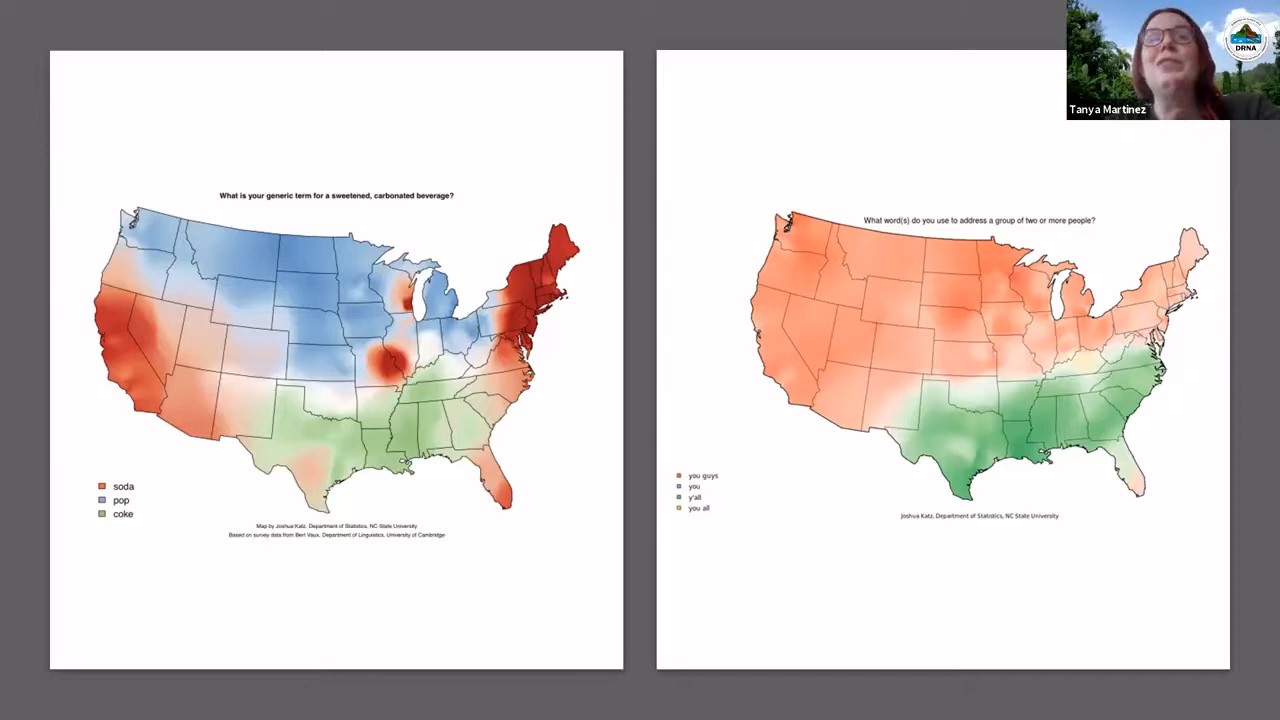 What is your generic term for a sweetened, carbonated beverage?
soda
pop
coke
Map by Joshua Katz, Department of Statistics, NC State University
Based on survey data from Bert Vaux, Department of Linguistics, University of Cambridge
What word(s) do you use to address a group of two or more people?
you guys
you
y'all
you all
Joshua Katz, Department of Statistics, NC State University
DRNA
Tanya Martinez